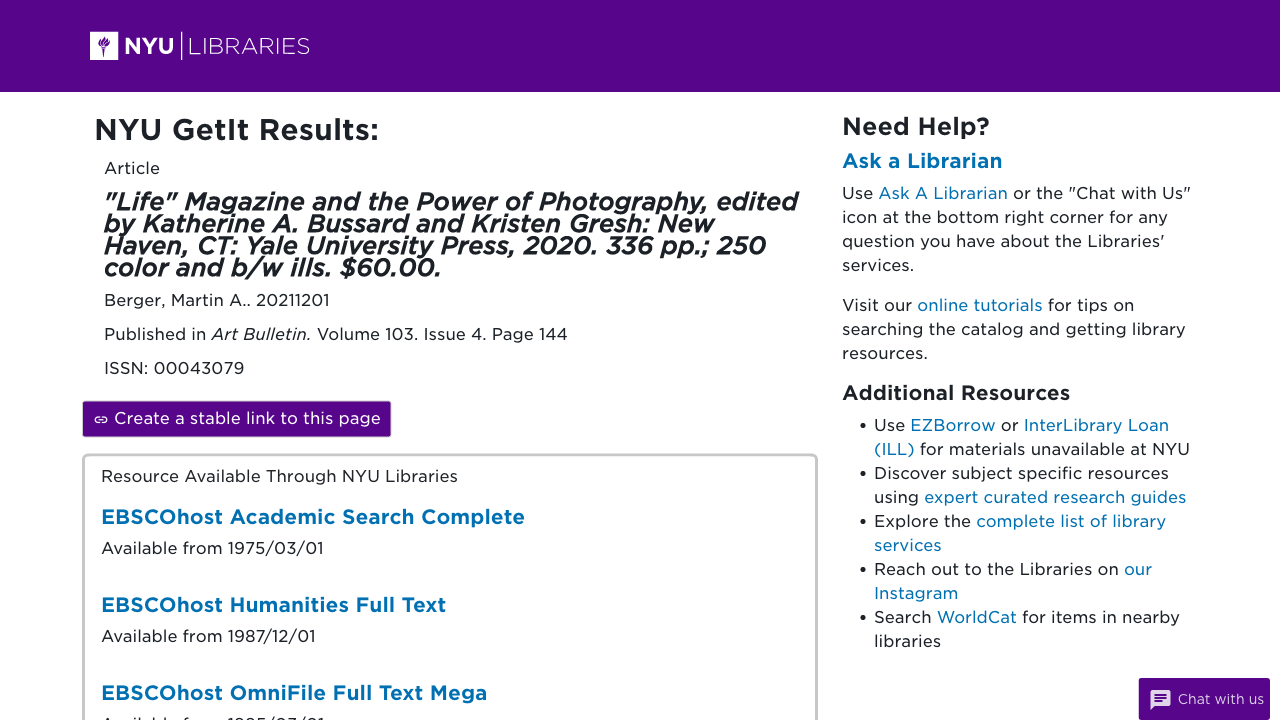 NYU LIBRARIES
NYU GetIt Results:
Article
"Life" Magazine and the Power of Photography, edited
by Katherine A. Bussard and Kristen Gresh: New
Haven, CT: Yale University Press, 2020. 336 pp.; 250
color and b/w ills. $60.00.
Berger, Martin A.. 20211201
Published in Art Bulletin. Volume 103. Issue 4. Page 144
ISSN: 00043079
Create a stable link to this page
Resource Available Through NYU Libraries
EBSCOhost Academic Search Complete
Available from 1975/03/01
EBSCOhost Humanities Full Text
Available from 1987/12/01
EBSCOhost OmniFile Full Text Mega
Need Help?
Ask a Librarian
Use Ask A Librarian or the "Chat with Us"
icon at the bottom right corner for any
question you have about the Libraries'
services.
Visit our online tutorials for tips on
searching the catalog and getting library
resources.
Additional Resources
Use EZBorrow or InterLibrary Loan
(ILL) for materials unavailable at NYU
Discover subject specific resources
using expert curated research guides
Explore the complete list of library
services
Reach out to the Libraries on our
Instagram
Search WorldCat for items in nearby
libraries
Chat with us